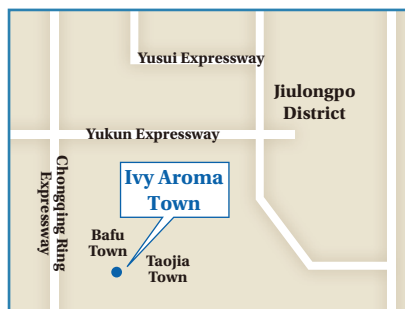 Yusui Expressway
Jiulongpo
District
Yukun Expressway
Chongqing Ring
Expressway
Ivy Aroma
Town
Bafu
Town
Taojia
Town